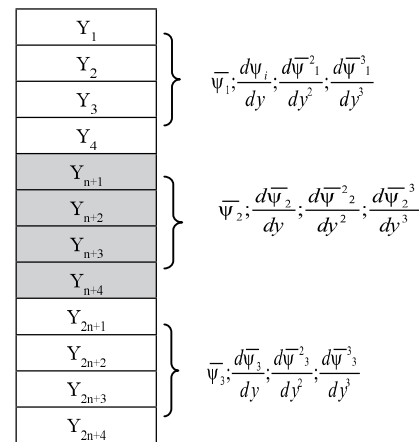 Y₁
Y₂
Y₃
Y₄
ψ̅₁; dψᵢ/dy; dψ̅²₁/dy²; dψ̅³₁/dy³
Yₙ₊₁
Yₙ₊₂
Yₙ₊₃
Yₙ₊₄
ψ̅₂; dψ̅₂/dy; dψ̅²₂/dy²; dψ̅₂³/dy³
Y₂ₙ₊₁
Y₂ₙ₊₂
Y₂ₙ₊₃
Y₂ₙ₊₄
ψ̅₃; dψ̅₃/dy; dψ̅²₃/dy²; dψ̅³₃/dy³